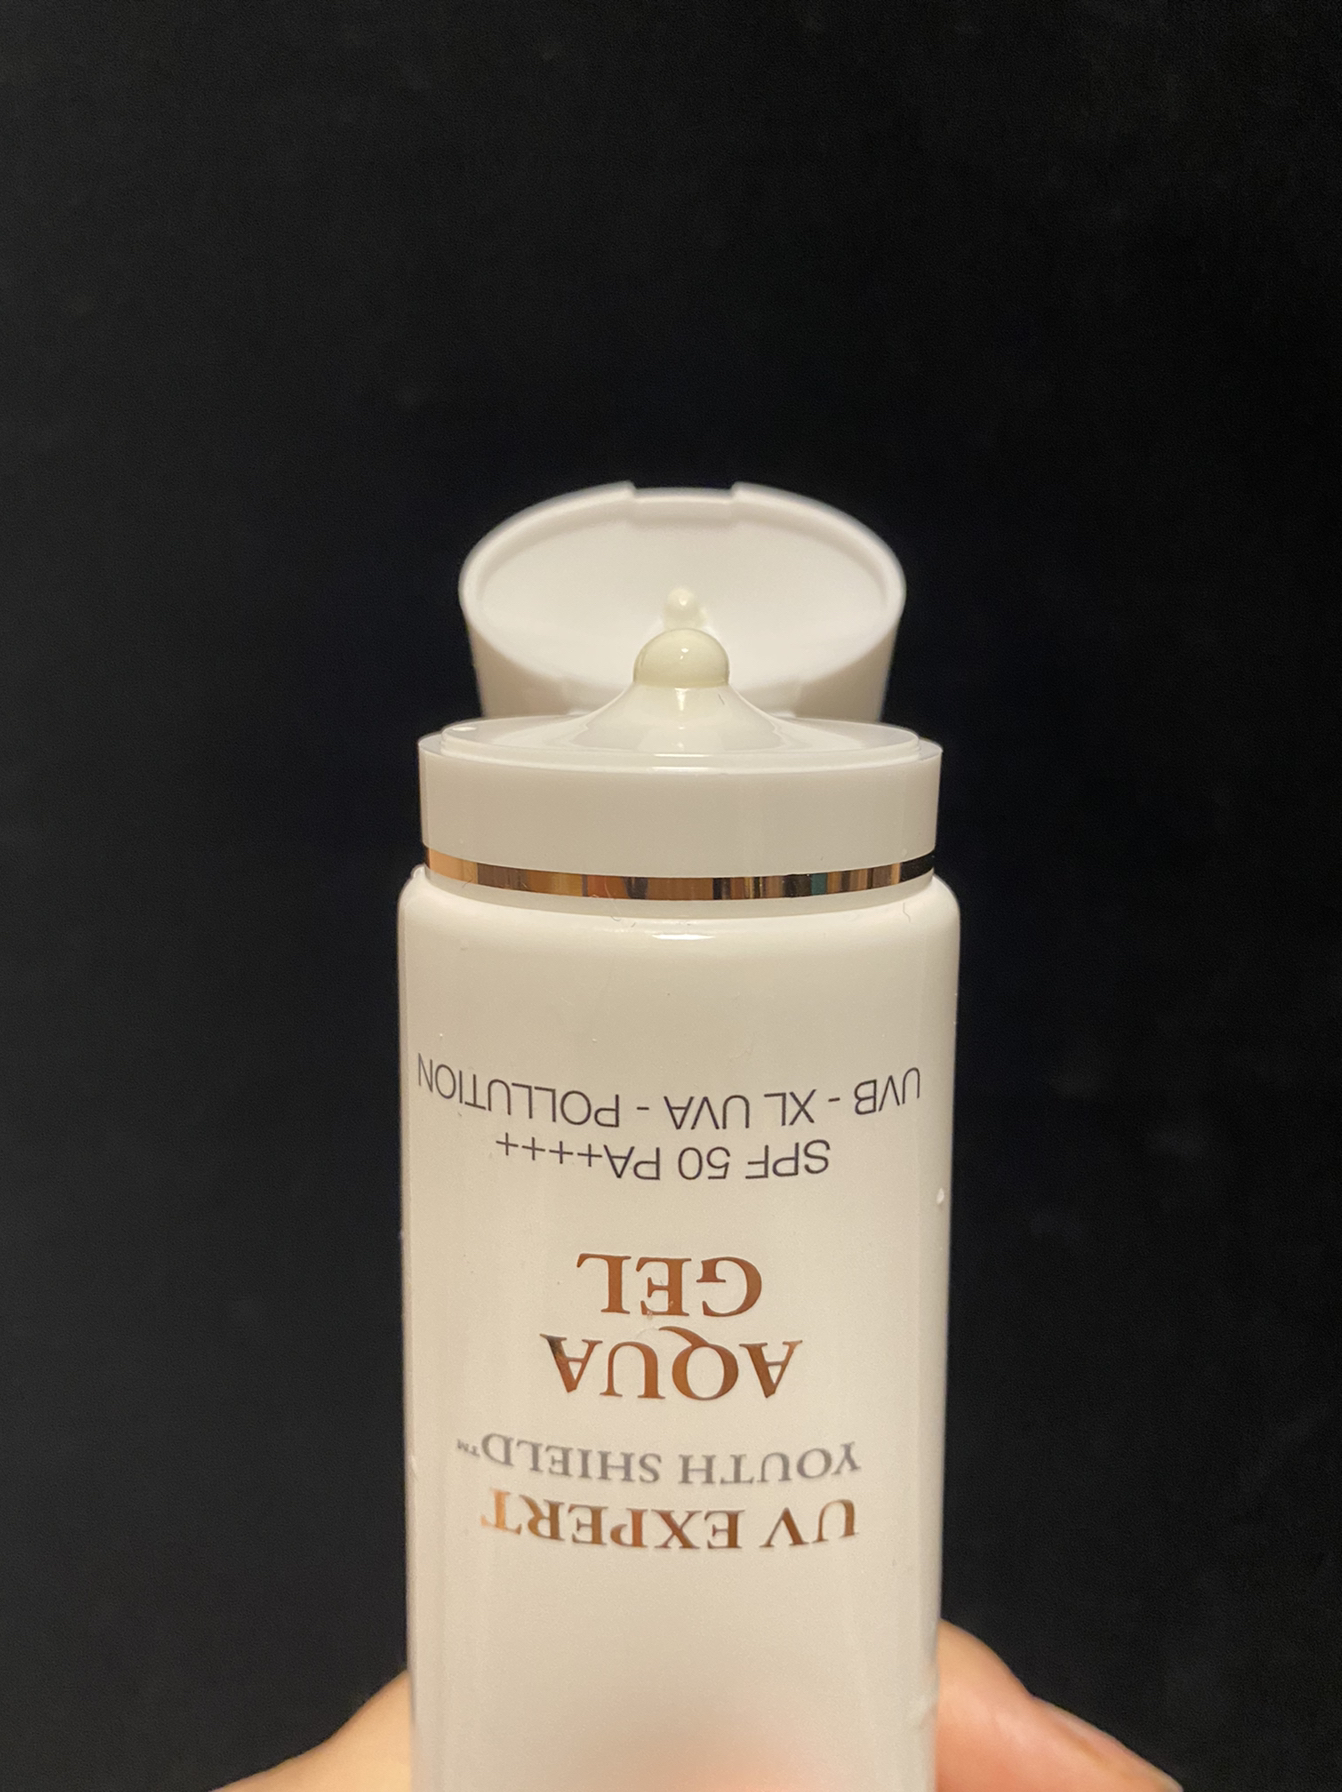 UV EXPERT
YOUTH SHIELD™
AQUA
GEL
SPF 50 PA++++
UVB - XL UVA - POLLUTION